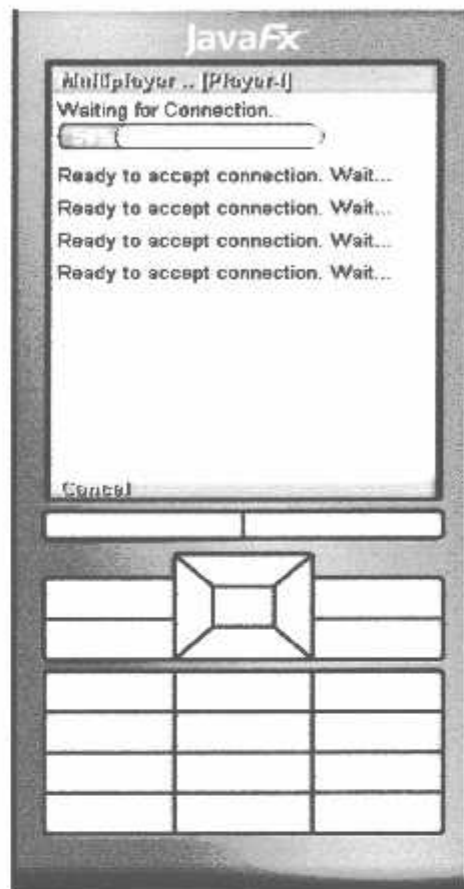 JavaFX
Multiplayer .. [Player-I]
Waiting for Connection.
Ready to accept connection. Wait...
Ready to accept connection. Wait...
Ready to accept connection. Wait...
Ready to accept connection. Wait...
Cancel